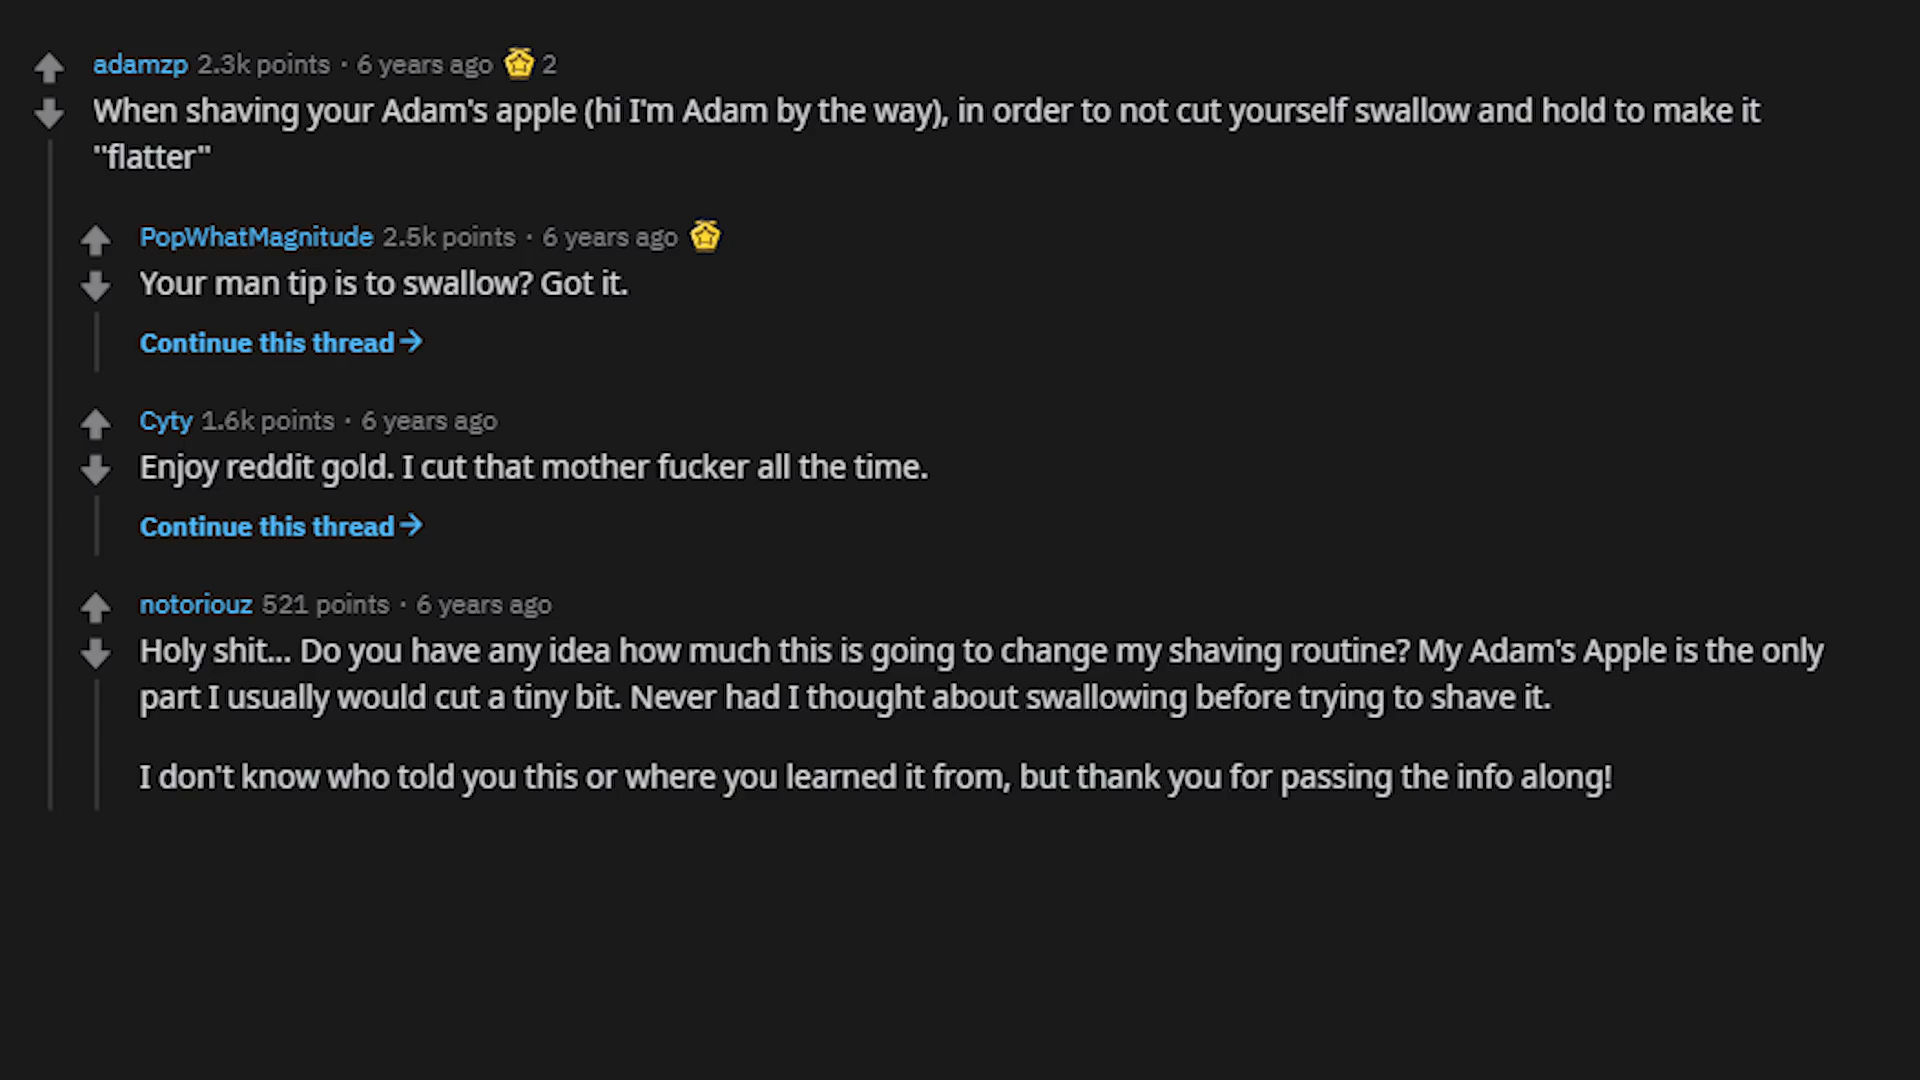 adamzp 2.3k points · 6 years ago 2
When shaving your Adam's apple (hi I'm Adam by the way), in order to not cut yourself swallow and hold to make it
"flatter"
PopWhatMagnitude 2.5k points · 6 years ago
Your man tip is to swallow? Got it.
Continue this thread→
Cyty 1.6k points · 6 years ago
Enjoy reddit gold. I cut that mother fucker all the time.
Continue this thread→
notoriouz 521 points · 6 years ago
Holy shit... Do you have any idea how much this is going to change my shaving routine? My Adam's Apple is the only
part I usually would cut a tiny bit. Never had I thought about swallowing before trying to shave it.
I don't know who told you this or where you learned it from, but thank you for passing the info along!